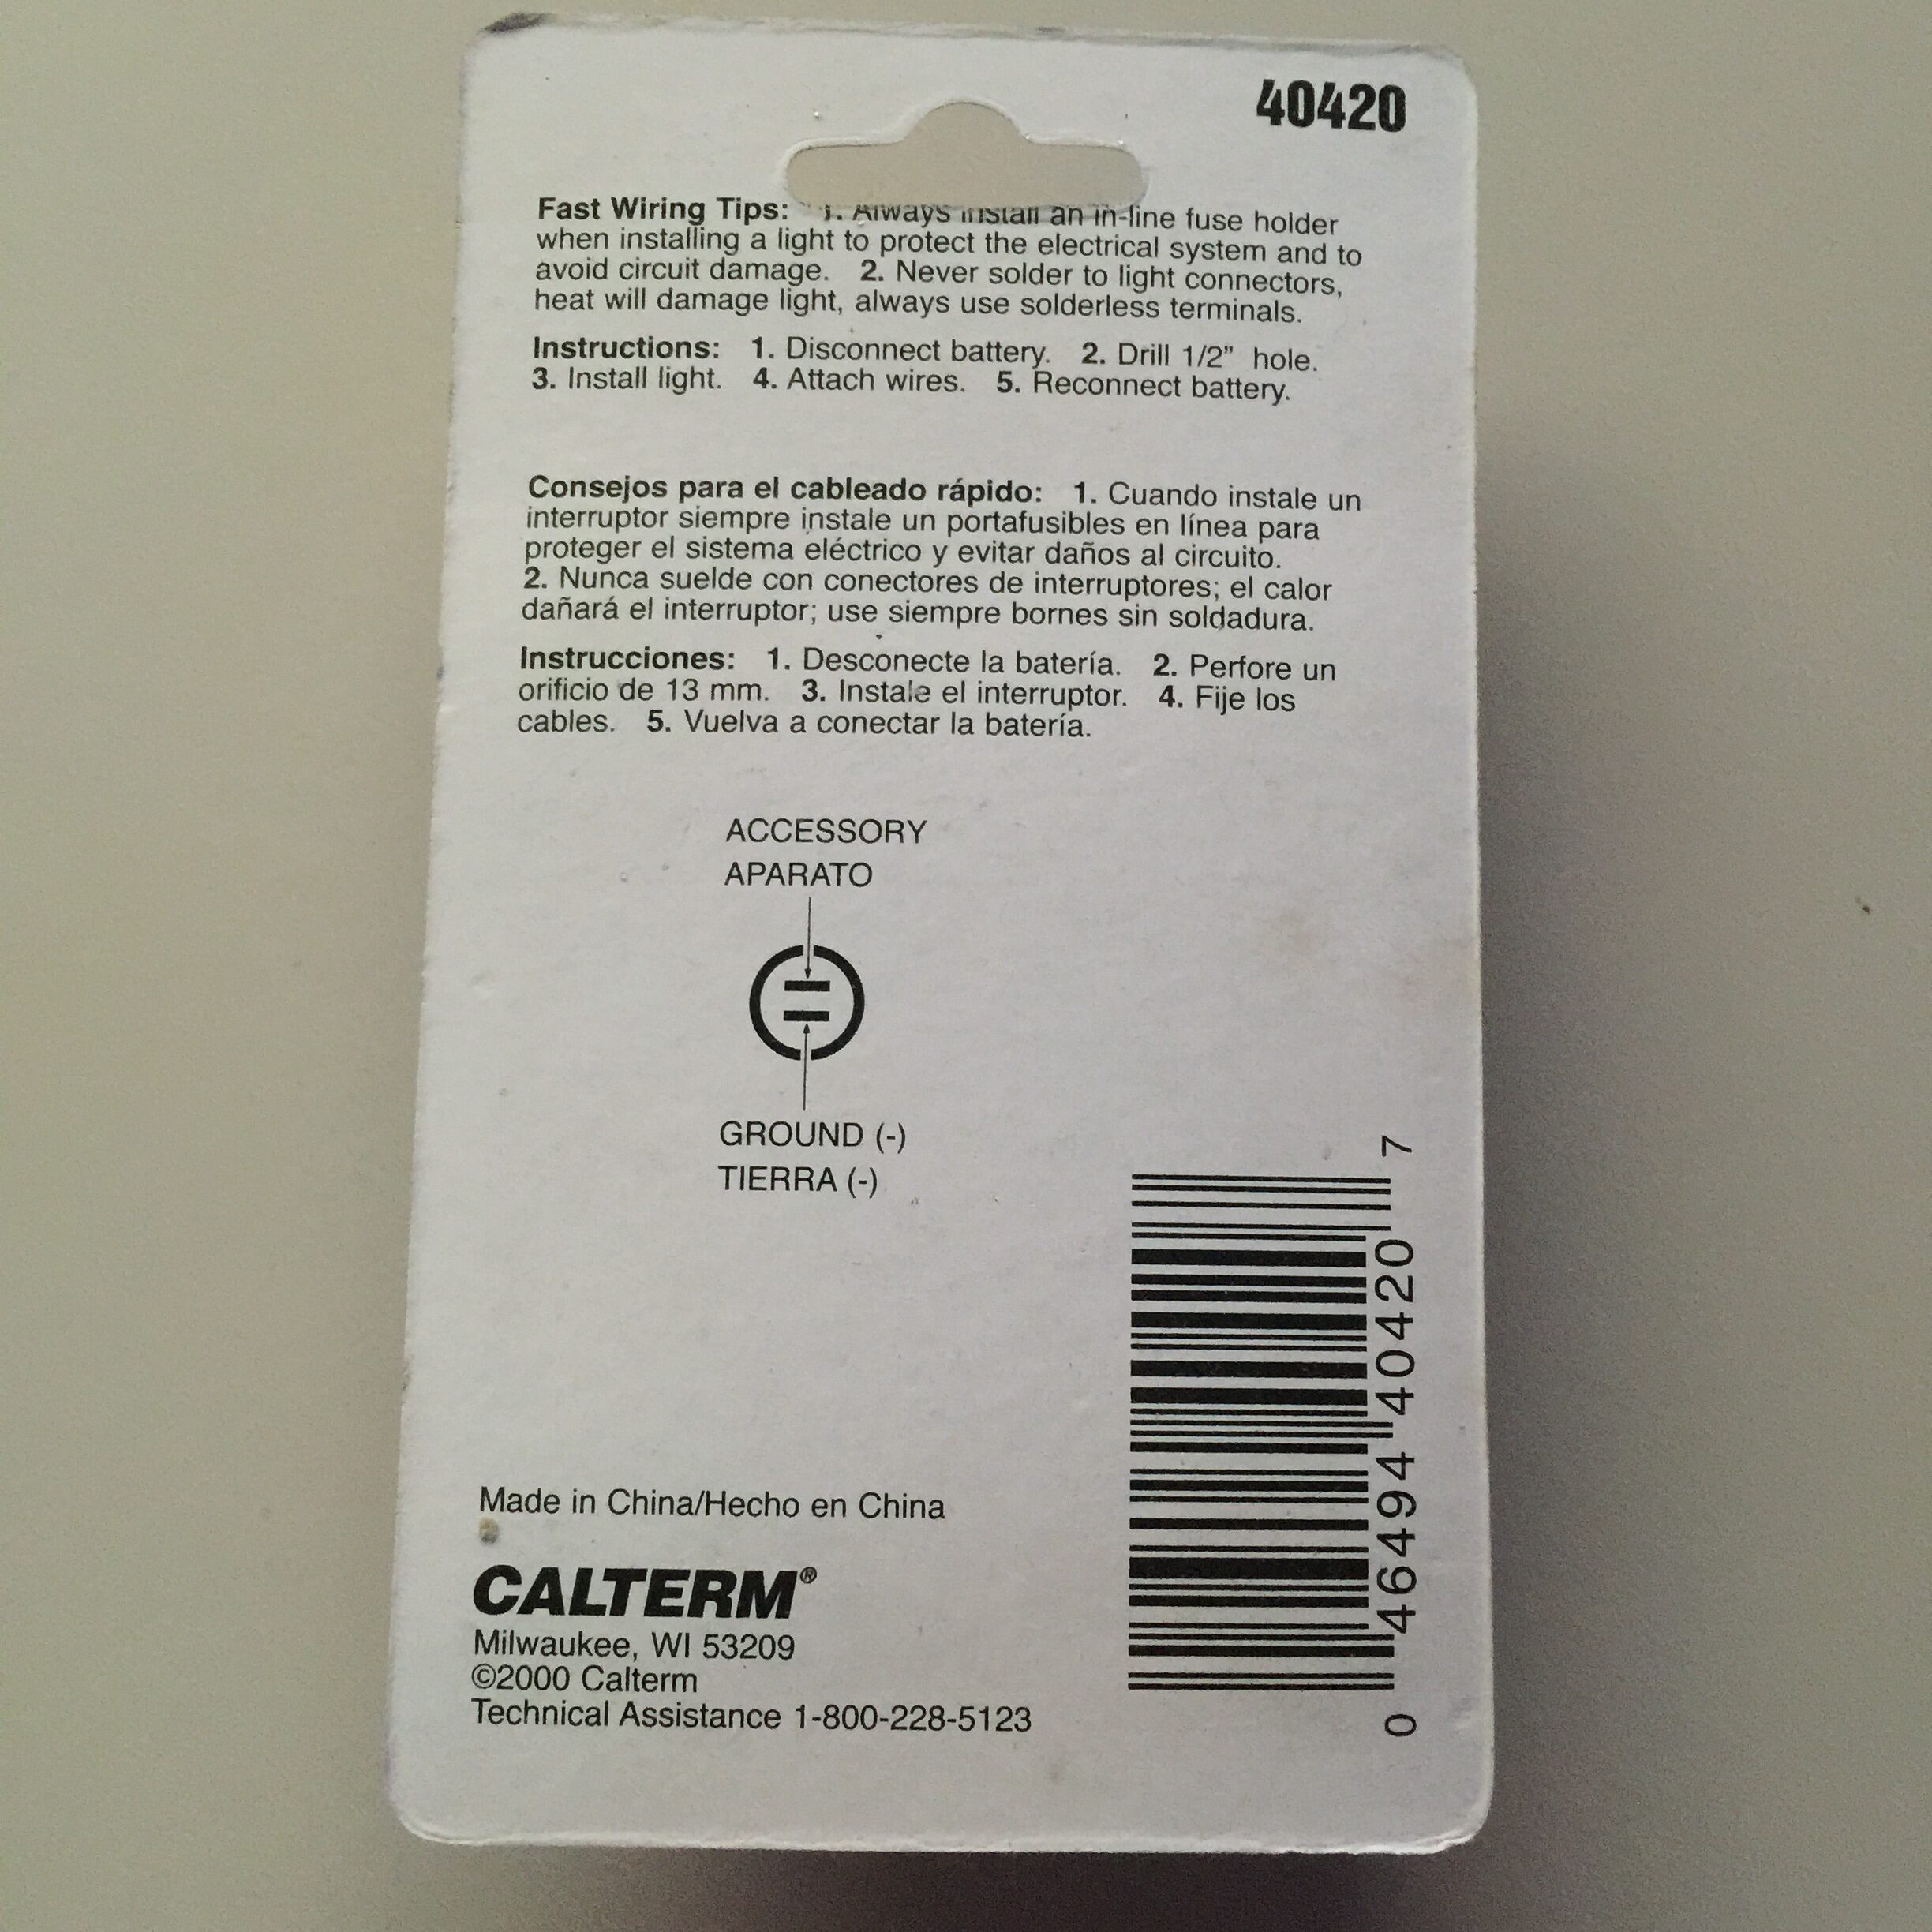 40420
Fast Wiring Tips: 1. Always install an in-line fuse holder
when installing a light to protect the electrical system and to
avoid circuit damage. 2. Never solder to light connectors,
heat will damage light, always use solderless terminals.
Instructions: 1. Disconnect battery. 2. Drill 1/2” hole.
3. Install light. 4. Attach wires. 5. Reconnect battery.
Consejos para el cableado rápido: 1. Cuando instale un
interruptor siempre instale un portafusibles en línea para
proteger el sistema eléctrico y evitar daños al circuito.
2. Nunca suelde con conectores de interruptores; el calor
dañará el interruptor; use siempre bornes sin soldadura.
Instrucciones: 1. Desconecte la batería. 2. Perfore un
orificio de 13 mm. 3. Instale el interruptor. 4. Fije los
cables. 5. Vuelva a conectar la batería.
ACCESSORY
APARATO
GROUND (-)
TIERRA (-)
Made in China/Hecho en China
CALTERM®
Milwaukee, WI 53209
©2000 Calterm
Technical Assistance 1-800-228-5123
0 46494 40420 7